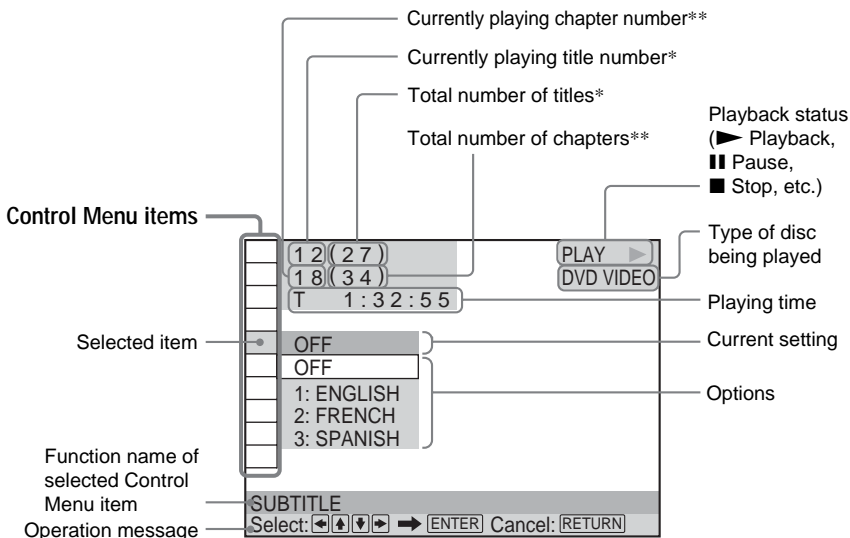 Currently playing chapter number**
Currently playing title number*
Total number of titles*
Total number of chapters**
Playback status
(► Playback,
❚❚ Pause,
■ Stop, etc.)
Control Menu items
12(27)
18(34)
T 1:32:55
PLAY ►
DVD VIDEO
Type of disc
being played
Playing time
Selected item
OFF
Current setting
OFF
1: ENGLISH
2: FRENCH
3: SPANISH
Options
Function name of
selected Control
Menu item
SUBTITLE
Operation message
Select: ← ↑ ↓ → ➡ ENTER Cancel: RETURN